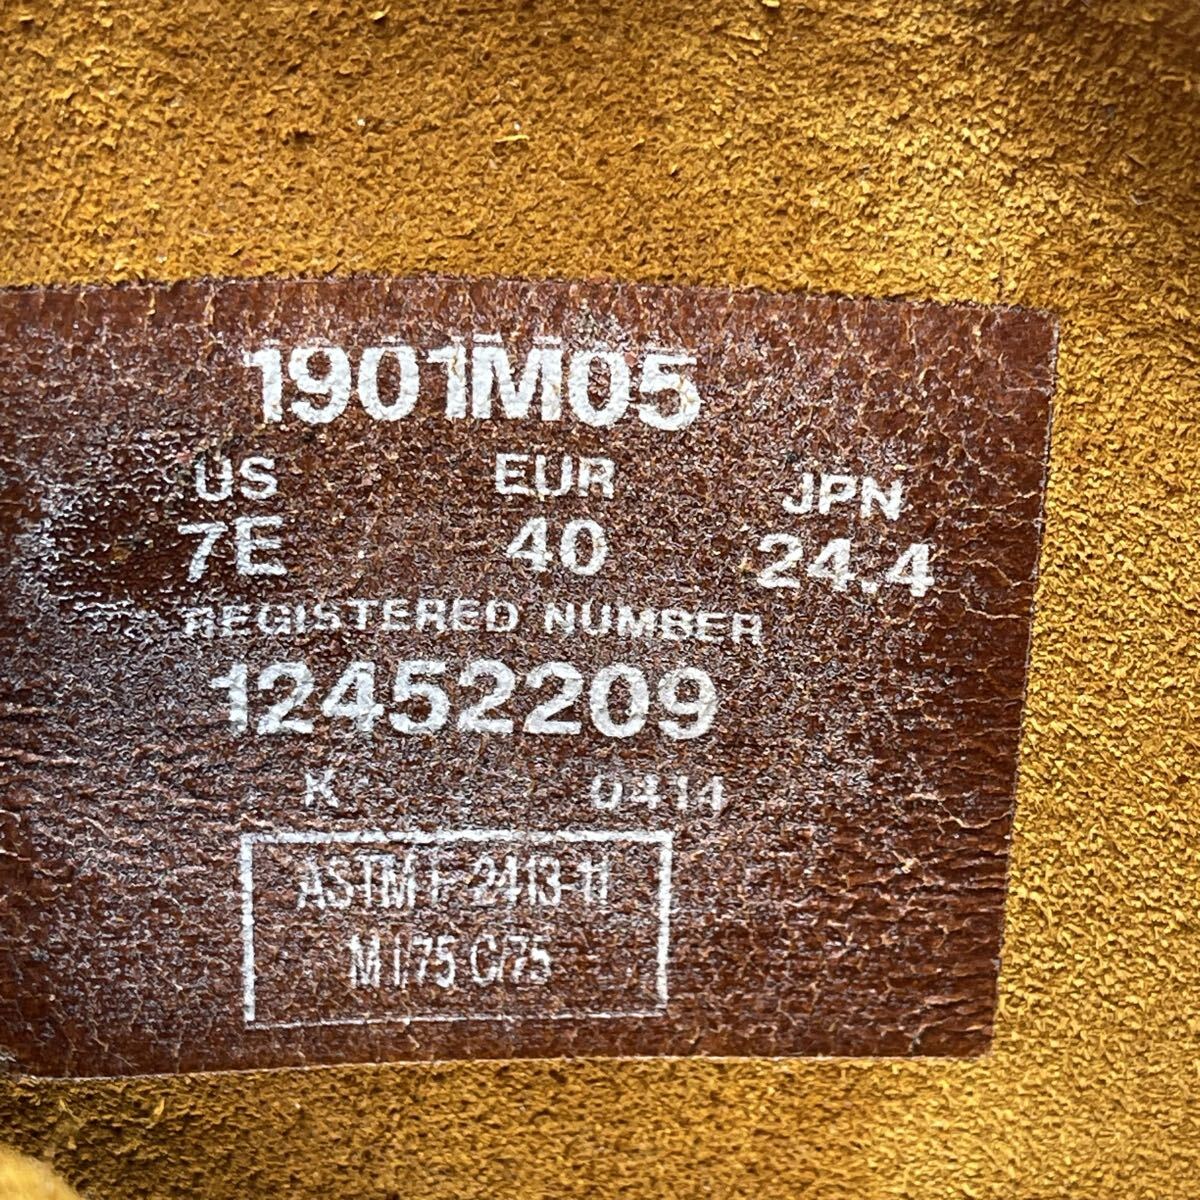 1901M05
US EUR JPN
7E 40 24.4
REGISTERED NUMBER
12452209
K 0414
ASTM F 2413-11
M I/75 C/75